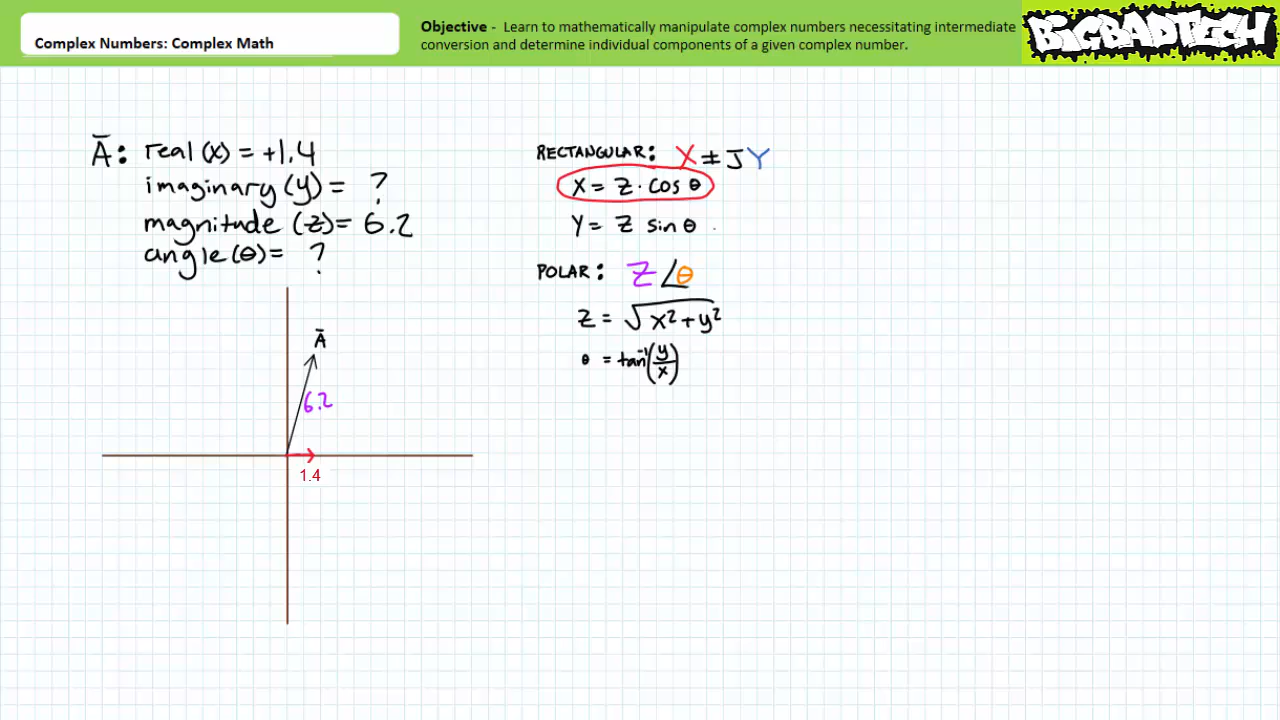 Complex Numbers: Complex Math
Objective - Learn to mathematically manipulate complex numbers necessitating intermediate
conversion and determine individual components of a given complex number.
BIGBADTECH
Ā: real (x) = +1.4
imaginary (y) = ?
magnitude (z) = 6.2
angle (θ) = ?
Ā
6.2
1.4
RECTANGULAR: X ± JY
X = Z · COS θ
Y = Z sin θ
POLAR: Z ∠θ
Z = √x² + y²
θ = tan⁻¹(y/x)